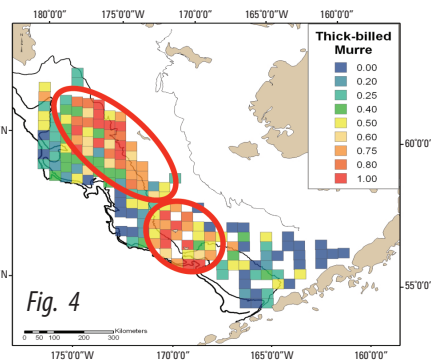 180°0'0" 175°0'0"W 170°0'0"W 165°0'0"W 160°0'0"W
Thick-billed
Murre
0.00
0.20
0.25
0.40
0.50
0.60
0.75
0.80
1.00
N
60°0'0"N
N
55°0'0"N
Fig. 4
0 50 100 200 300 Kilometers
175°0'0"W 170°0'0"W 165°0'0"W 160°0'0"W